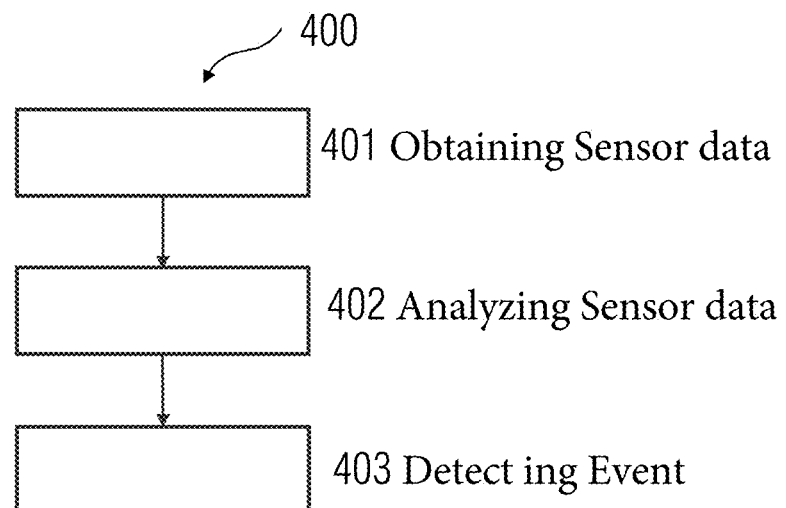 400
401 Obtaining Sensor data
402 Analyzing Sensor data
403 Detect ing Event